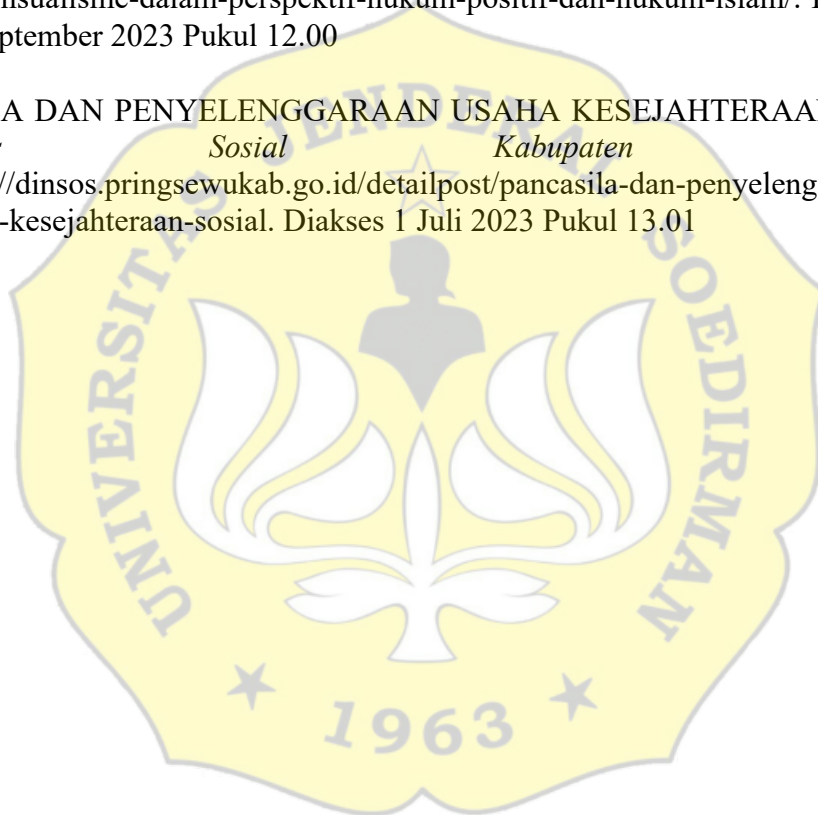 nsualisme-dalam-perspektif-hukum-positif-dan-hukum-islam/.
ptember 2023 Pukul 12.00
A DAN PENYELENGGARAAN USAHA KESEJAHTERAAN
Sosial Kabupaten
//dinsos.pringsewukab.go.id/detailpost/pancasila-dan-penyeleng
-kesejahteraan-sosial. Diakses 1 Juli 2023 Pukul 13.01
UNIVERSITAS JENDERAL SOEDIRMAN
1963